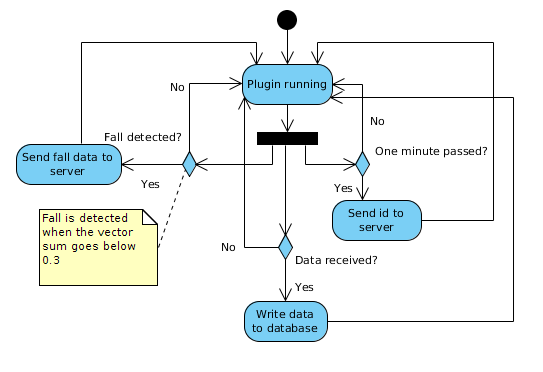 Plugin running
No
No
Fall detected?
One minute passed?
Send fall data to
server
Yes
Yes
Fall is detected
when the vector
sum goes below
0.3
Send id to
server
No
Data received?
Yes
Write data
to database